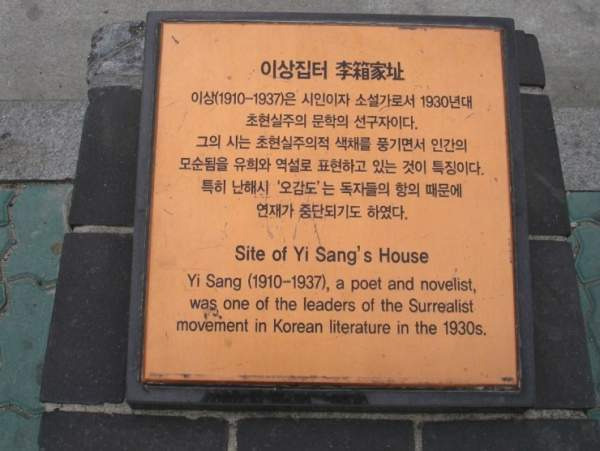 이상집터 李箱家址
이상(1910-1937)은 시인이자 소설가로서 1930년대
초현실주의 문학의 선구자이다.
그의 시는 초현실주의적 색채를 풍기면서 인간의
모순됨을 유희와 역설로 표현하고 있는 것이 특징이다.
특히 난해시 '오감도'는 독자들의 항의 때문에
연재가 중단되기도 하였다.
Site of Yi Sang's House
Yi Sang (1910-1937), a poet and novelist,
was one of the leaders of the Surrealist
movement in Korean literature in the 1930s.